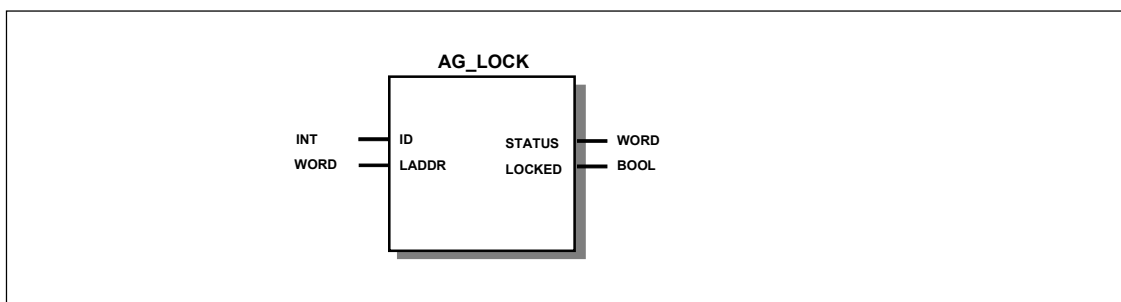 AG_LOCK
INT ID STATUS WORD
WORD LADDR LOCKED BOOL